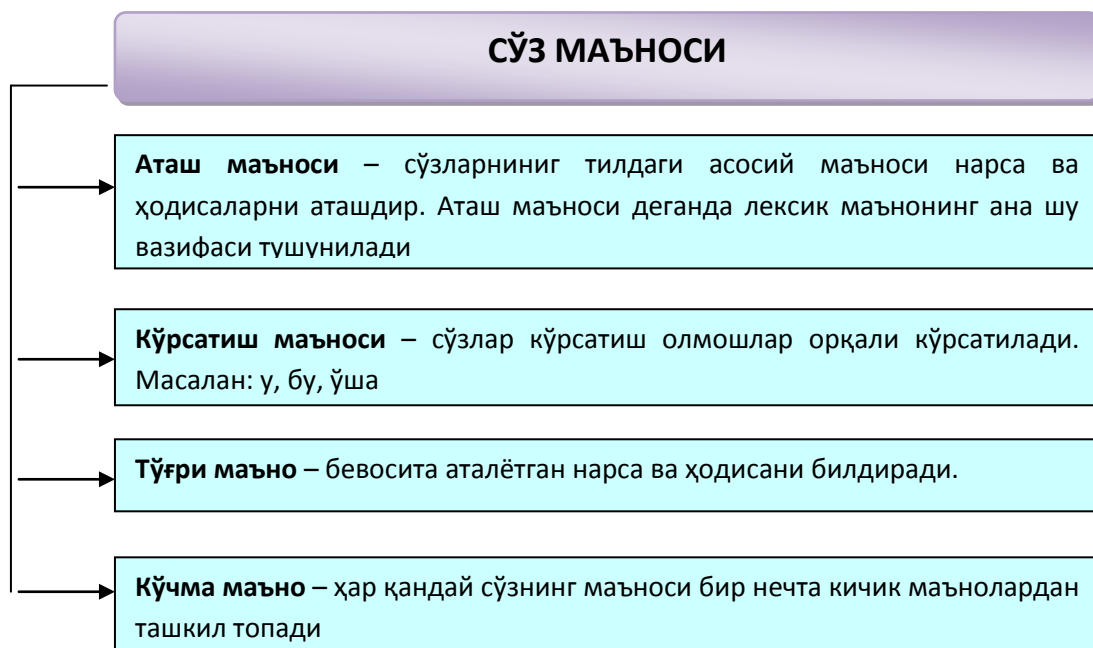 СЎЗ МАЪНОСИ
Аташ маъноси – сўзларниниг тилдаги асосий маъноси нарса ва
ҳодисаларни аташдир. Аташ маъноси деганда лексик маънонинг ана шу
вазифаси тушунилади
Кўрсатиш маъноси – сўзлар кўрсатиш олмошлар орқали кўрсатилади.
Масалан: у, бу, ўша
Тўғри маъно – бевосита аталётган нарса ва ҳодисани билдиради.
Кўчма маъно – ҳар қандай сўзнинг маъноси бир нечта кичик маънолардан
ташкил топади